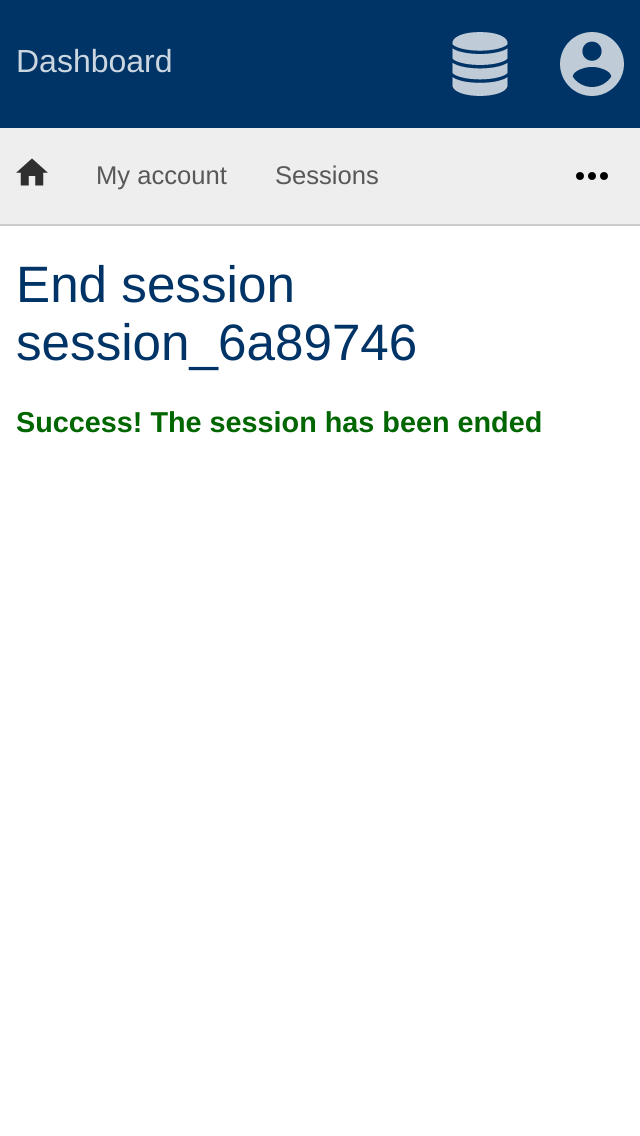 Dashboard
My account Sessions
End session
session_6a89746
Success! The session has been ended